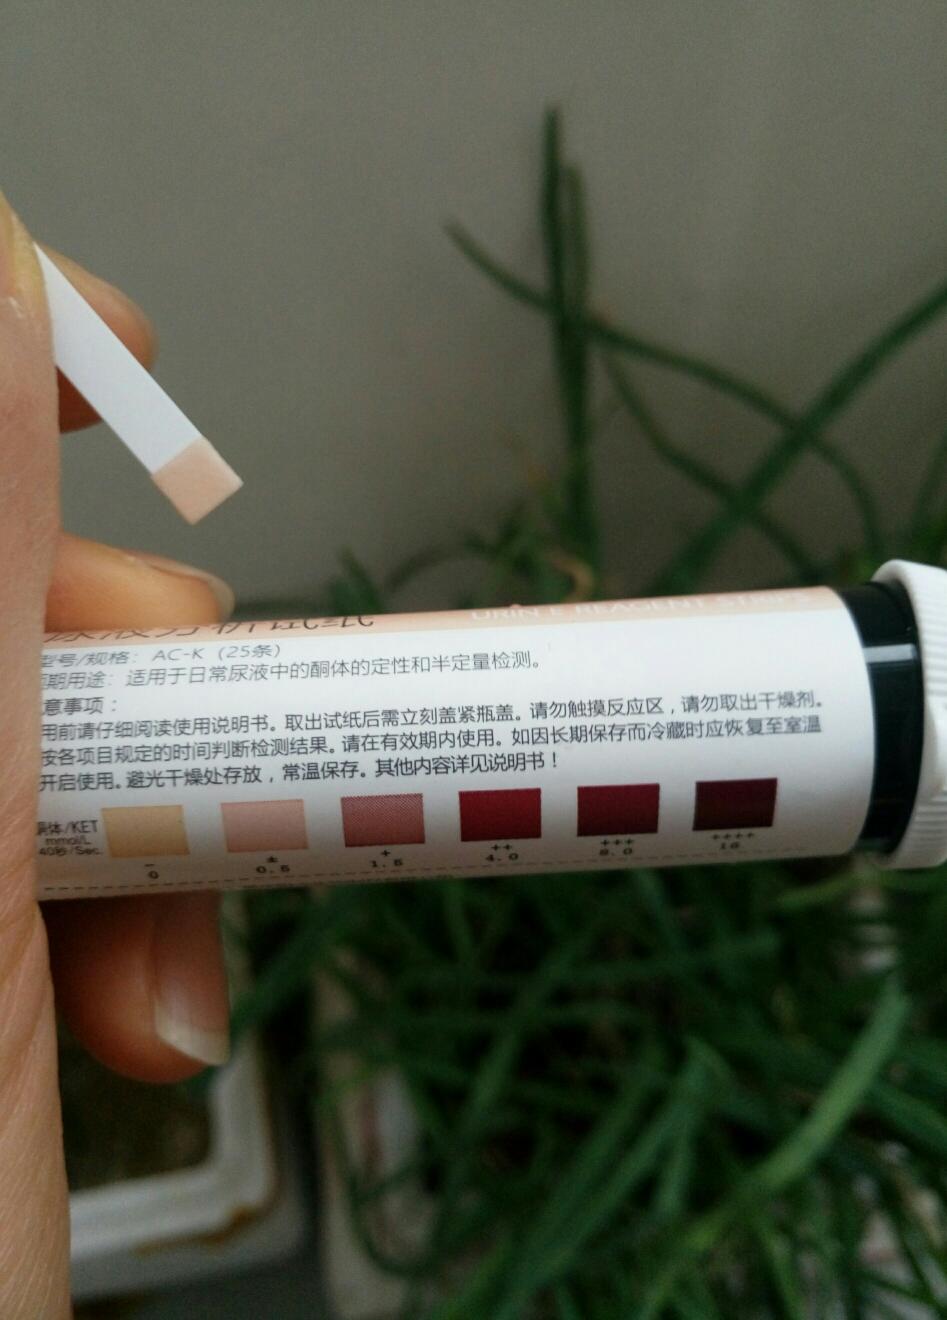 尿液分析试纸 URINE REAGENT STRIPS
型号/规格：AC-K（25条）
期用途：适用于日常尿液中的酮体的定性和半定量检测。
意事项：
用前请仔细阅读使用说明书。取出试纸后需立刻盖紧瓶盖。请勿触摸反应区，请勿取出干燥剂。
按各项目规定的时间判断检测结果。请在有效期内使用。如因长期保存而冷藏时应恢复至室温
开启使用。避光干燥处存放，常温保存。其他内容详见说明书！
酮体/KET
mmol/L
40秒/Sec.
- ± + ++ +++ ++++
0 0.5 1.5 4.0 8.0 16